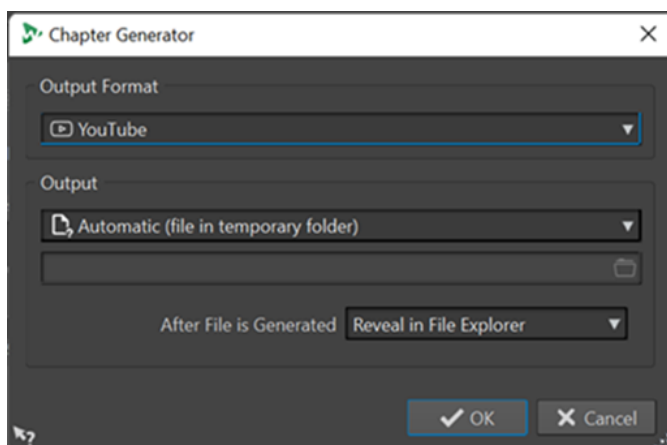 Chapter Generator
Output Format
YouTube
Output
Automatic (file in temporary folder)
After File is Generated Reveal in File Explorer
OK Cancel